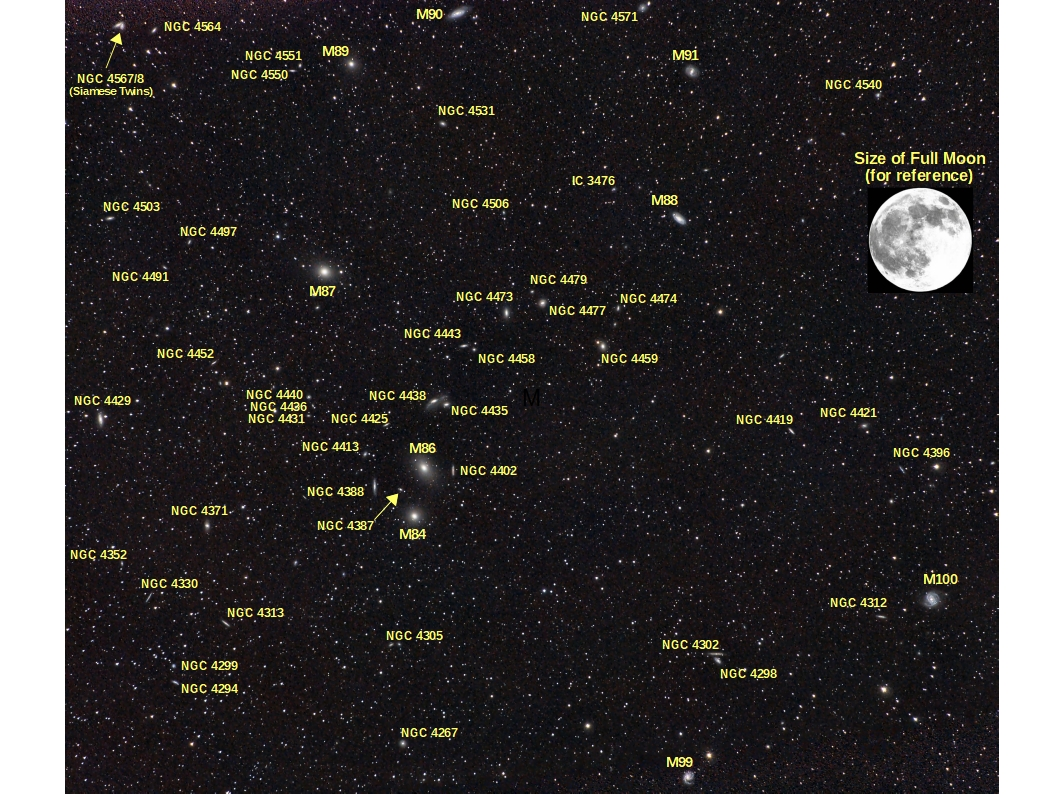 M90
NGC 4571
NGC 4564
M89
NGC 4551
M91
NGC 4550
NGC 4567/8
(Siamese Twins)
NGC 4540
NGC 4531
Size of Full Moon
(for reference)
IC 3476
M88
NGC 4503
NGC 4506
NGC 4497
NGC 4491
M87
NGC 4479
NGC 4473
NGC 4474
NGC 4477
NGC 4443
NGC 4452
NGC 4458
NGC 4459
NGC 4440
NGC 4438
M
NGC 4429
NGC 4436
NGC 4435
NGC 4431
NGC 4425
NGC 4419
NGC 4421
NGC 4413
M86
NGC 4396
NGC 4402
NGC 4388
NGC 4371
NGC 4387
M84
NGC 4352
NGC 4330
M100
NGC 4312
NGC 4313
NGC 4305
NGC 4302
NGC 4299
NGC 4298
NGC 4294
NGC 4267
M99